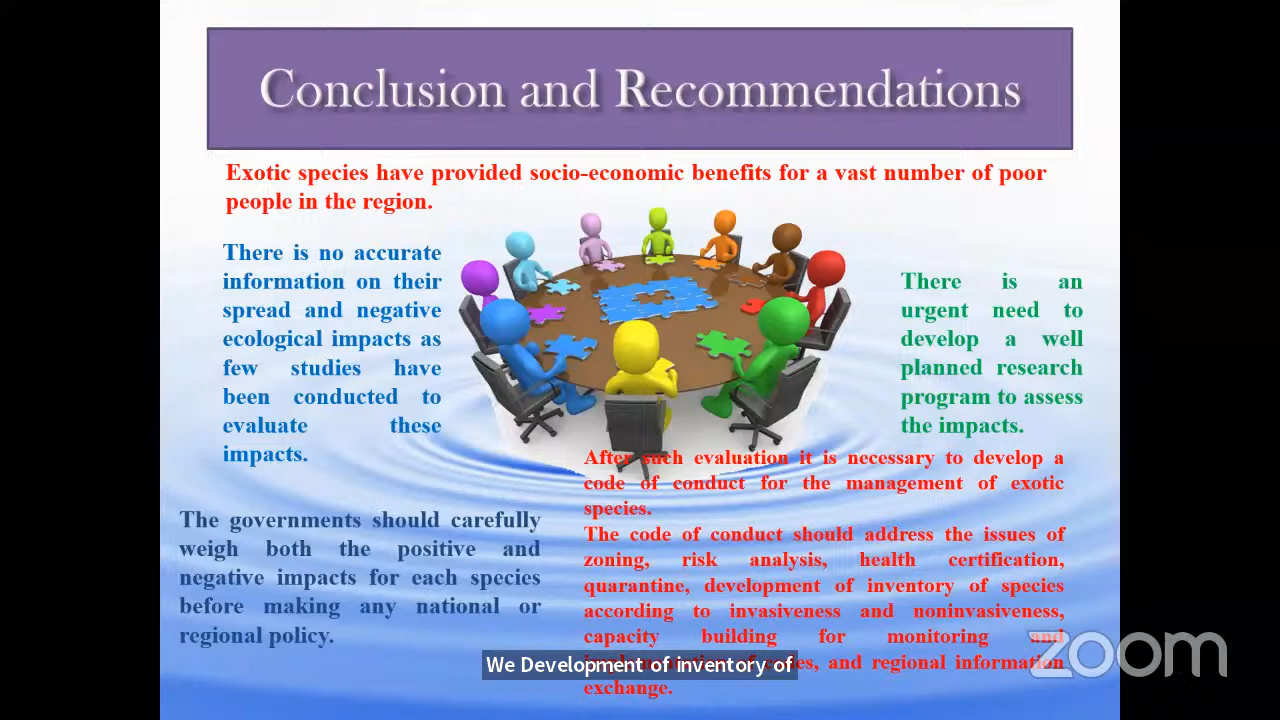 Conclusion and Recommendations
Exotic species have provided socio-economic benefits for a vast number of poor
people in the region.
There is no accurate
information on their
spread and negative
ecological impacts as
few studies have
been conducted to
evaluate these
impacts.
There is an
urgent need to
develop a well
planned research
program to assess
the impacts.
After such evaluation it is necessary to develop a
code of conduct for the management of exotic
species.
The code of conduct should address the issues of
zoning, risk analysis, health certification,
quarantine, development of inventory of species
according to invasiveness and noninvasiveness,
capacity building for monitoring and
and regional information
exchange.
The governments should carefully
weigh both the positive and
negative impacts for each species
before making any national or
regional policy.
We Development of inventory of
zoom